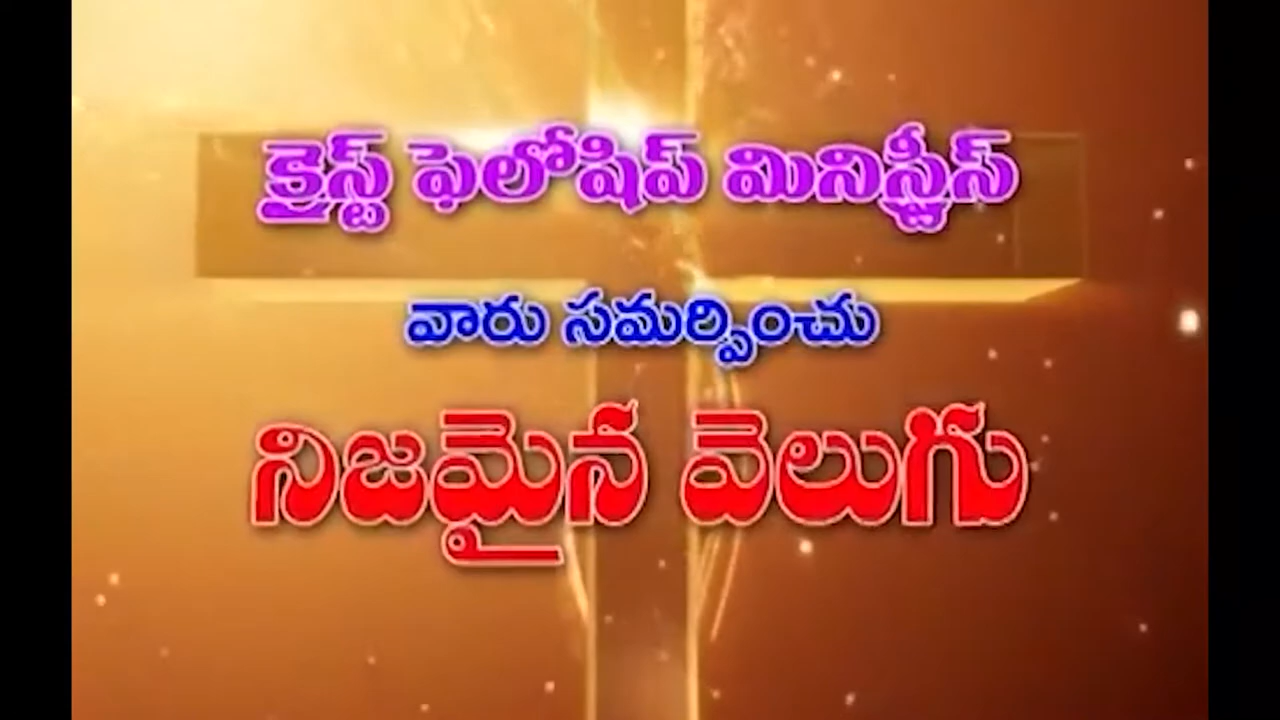 క్రైస్ట్ ఫెలోషిప్ మినిస్ట్రీస్
వారు సమర్పించు
నిజమైన వెలుగు